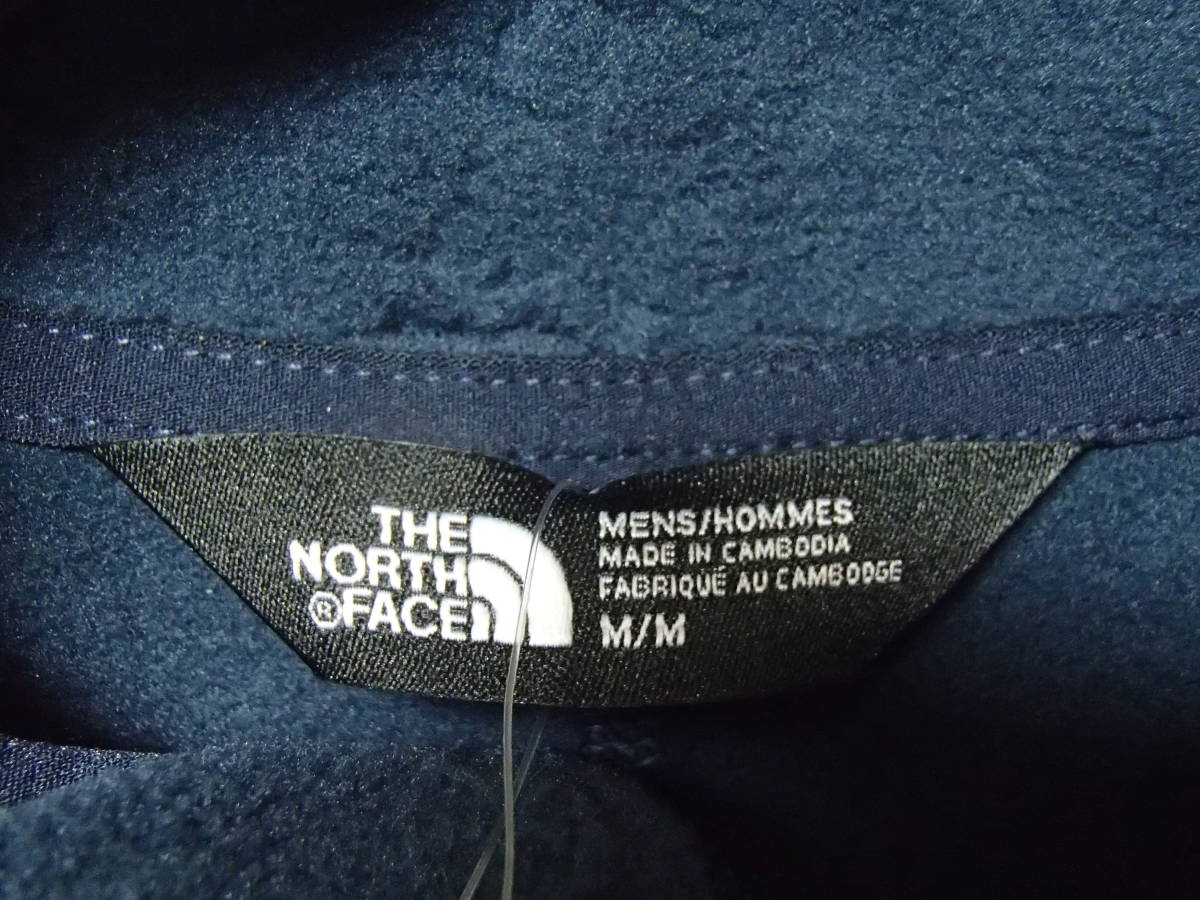 THE
NORTH
®FACE
MENS/HOMMES
MADE IN CAMBODIA
FABRIQUÉ AU CAMBODGE
M/M